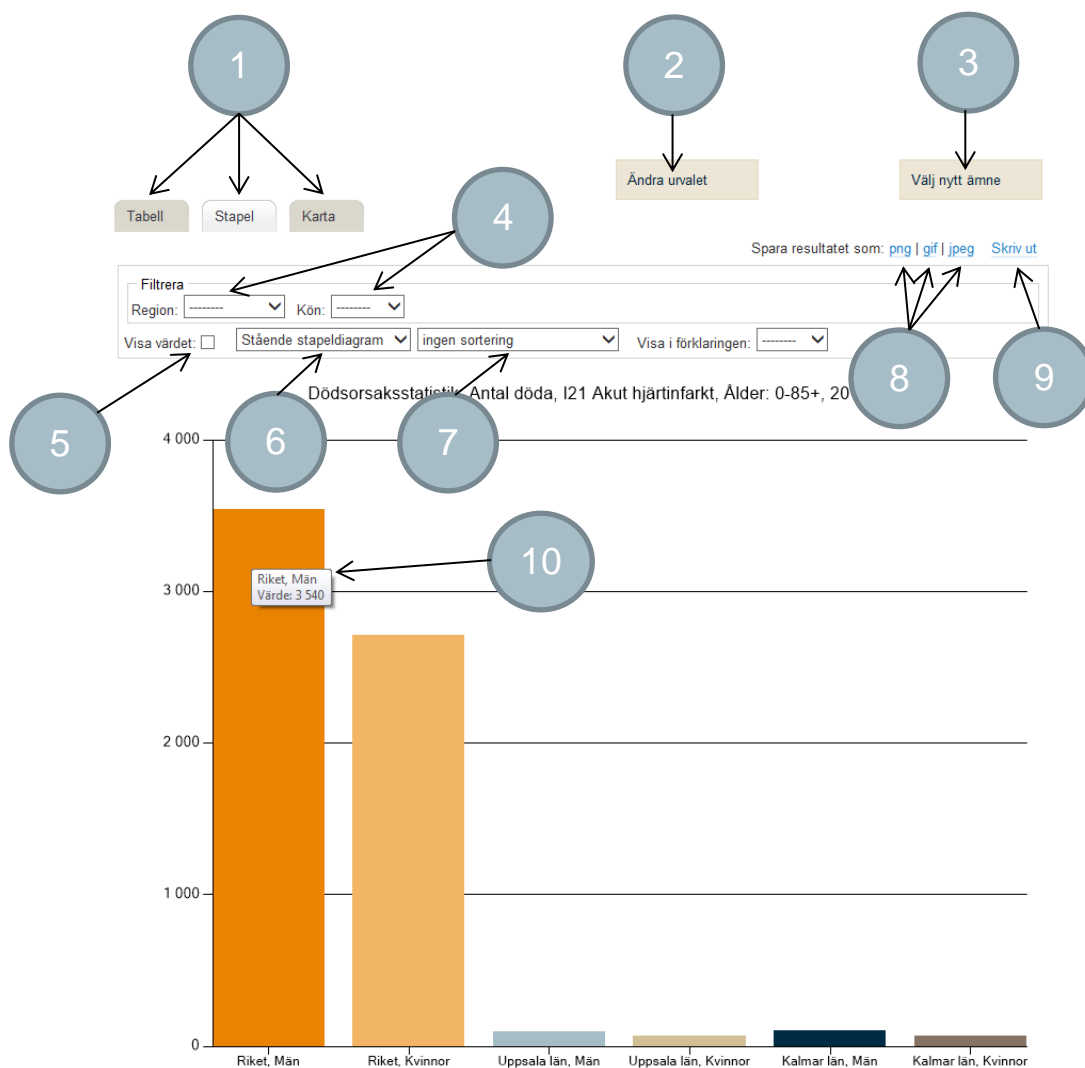 1
2
3
Ändra urvalet
Välj nytt ämne
Tabell
Stapel
Karta
4
Spara resultatet som: png | gif | jpeg Skriv ut
Filtrera
Region: -------- Kön: --------
Visa värdet: Stående stapeldiagram ingen sortering Visa i förklaringen: --------
8
9
Dödsorsaksstatistik, Antal döda, I21 Akut hjärtinfarkt, Ålder: 0-85+, 20
5
6
7
4 000
10
Riket, Män
Värde: 3 540
3 000
2 000
1 000
0
Riket, Män
Riket, Kvinnor
Uppsala län, Män
Uppsala län, Kvinnor
Kalmar län, Män
Kalmar län, Kvinnor